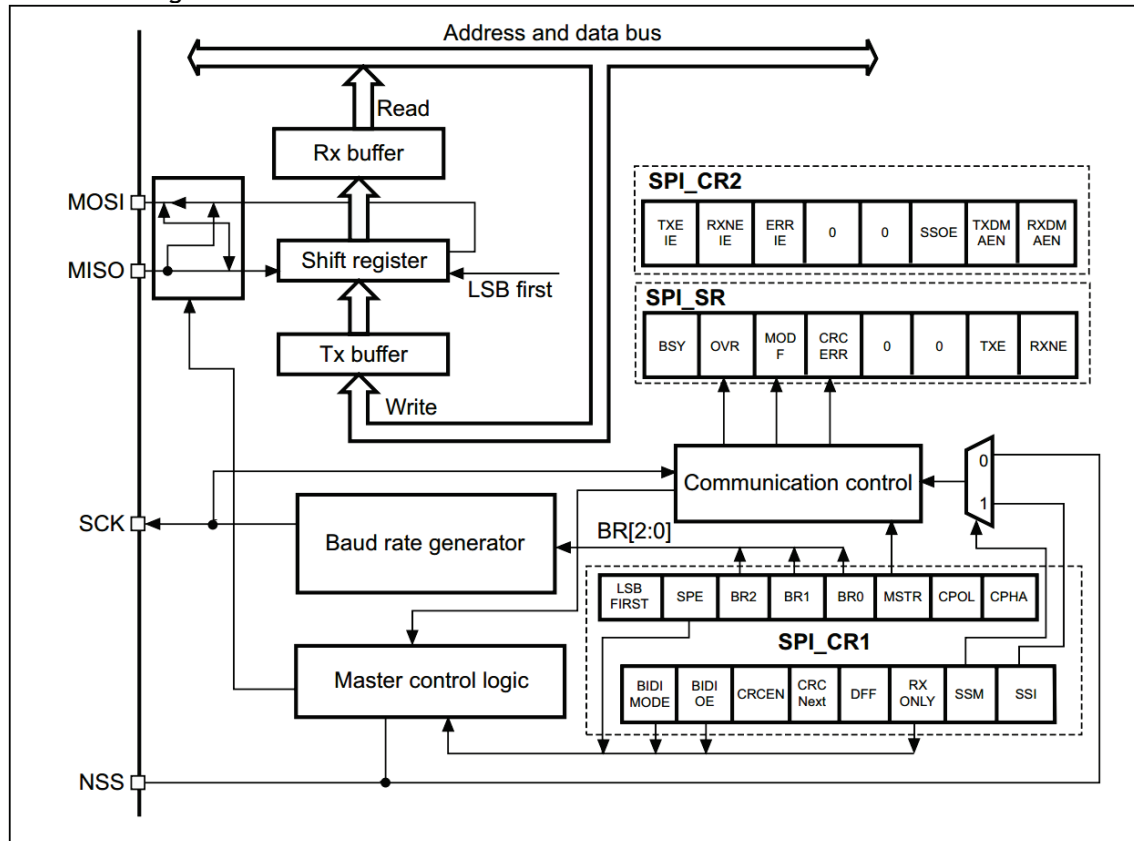 Address and data bus
Read
Rx buffer
MOSI
SPI_CR2
TXE
IE
RXNE
IE
ERR
IE
0
0
SSOE
TXDM
AEN
RXDM
AEN
MISO
Shift register
LSB first
SPI_SR
BSY
OVR
MOD
F
CRC
ERR
0
0
TXE
RXNE
Tx buffer
Write
Communication control
0
1
SCK
Baud rate generator
BR[2:0]
LSB
FIRST
SPE
BR2
BR1
BR0
MSTR
CPOL
CPHA
SPI_CR1
Master control logic
BIDI
MODE
BIDI
OE
CRCEN
CRC
Next
DFF
RX
ONLY
SSM
SSI
NSS